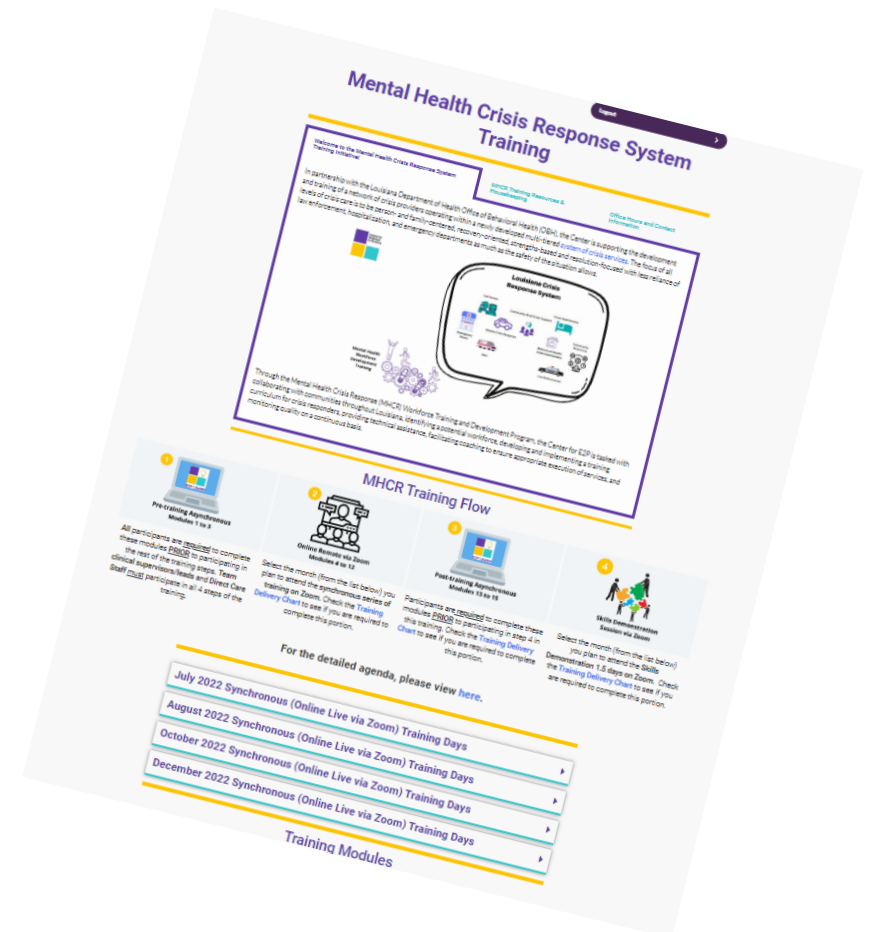 Logout
Mental Health Crisis Response System
Training
Welcome to the Mental Health Crisis Response System
Training Initiative!
MHCR Training Resources &
Housekeeping
Office Hours and Contact
Information
In partnership with the Louisiana Department of Health Office of Behavioral Health (OBH), the Center is supporting the development
and training of a network of crisis providers operating within a newly developed multi-tiered system of crisis services. The focus of all
levels of crisis care is to be person- and family-centered, recovery-oriented, strengths-based and resolution-focused with less reliance of
law enforcement, hospitalization, and emergency departments as much as the safety of the situation allows.
Louisiana Crisis
Response System
Mental Health
Workforce
Development
Training
Through the Mental Health Crisis Response (MHCR) Workforce Training and Development Program, the Center for E2P is tasked with
collaborating with communities throughout Louisiana, identifying a potential workforce, developing and implementing a training
curriculum for crisis responders, providing technical assistance, facilitating coaching to ensure appropriate execution of services, and
monitoring quality on a continuous basis.
MHCR Training Flow
1
Pre-training Asynchronous
Modules 1 to 3
All participants are required to complete
these modules PRIOR to participating in
the rest of the training steps. Team
clinical supervisors/leads and Direct Care
Staff must participate in all 4 steps of the
training.
2
Online Remote via Zoom
Modules 4 to 12
Select the month (from the list below) you
plan to attend the synchronous series of
training on Zoom. Check the Training
Delivery Chart to see if you are required to
complete this portion.
3
Post-training Asynchronous
Modules 13 to 15
Participants are required to complete these
modules PRIOR to participating in step 4 in
this training. Check the Training Delivery
Chart to see if you are required to complete
this portion.
4
Skills Demonstration
Session via Zoom
Select the month (from the list below)
you plan to attend the Skills
Demonstration 1.5 days on Zoom. Check
the Training Delivery Chart to see if you
are required to complete this portion.
For the detailed agenda, please view here.
July 2022 Synchronous (Online Live via Zoom) Training Days
August 2022 Synchronous (Online Live via Zoom) Training Days
October 2022 Synchronous (Online Live via Zoom) Training Days
December 2022 Synchronous (Online Live via Zoom) Training Days
Training Modules